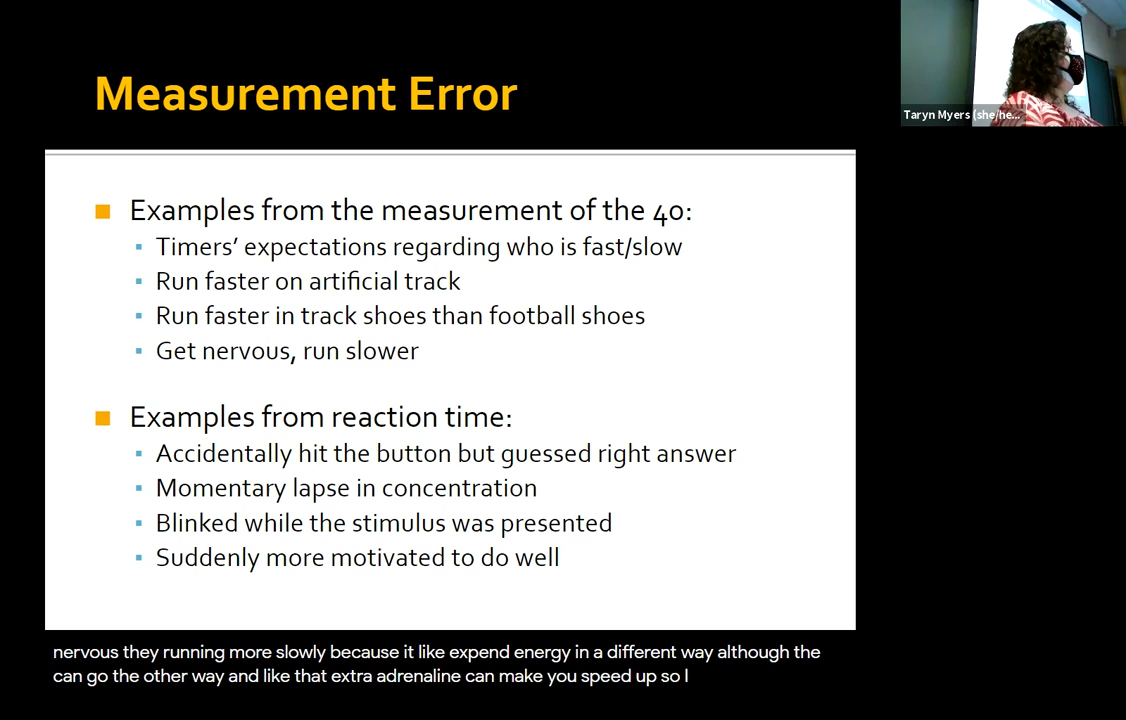 Measurement Error
Taryn Myers (she/he...
Examples from the measurement of the 40:
Timers' expectations regarding who is fast/slow
Run faster on artificial track
Run faster in track shoes than football shoes
Get nervous, run slower
Examples from reaction time:
Accidentally hit the button but guessed right answer
Momentary lapse in concentration
Blinked while the stimulus was presented
Suddenly more motivated to do well
nervous they running more slowly because it like expend energy in a different way although the
can go the other way and like that extra adrenaline can make you speed up so I